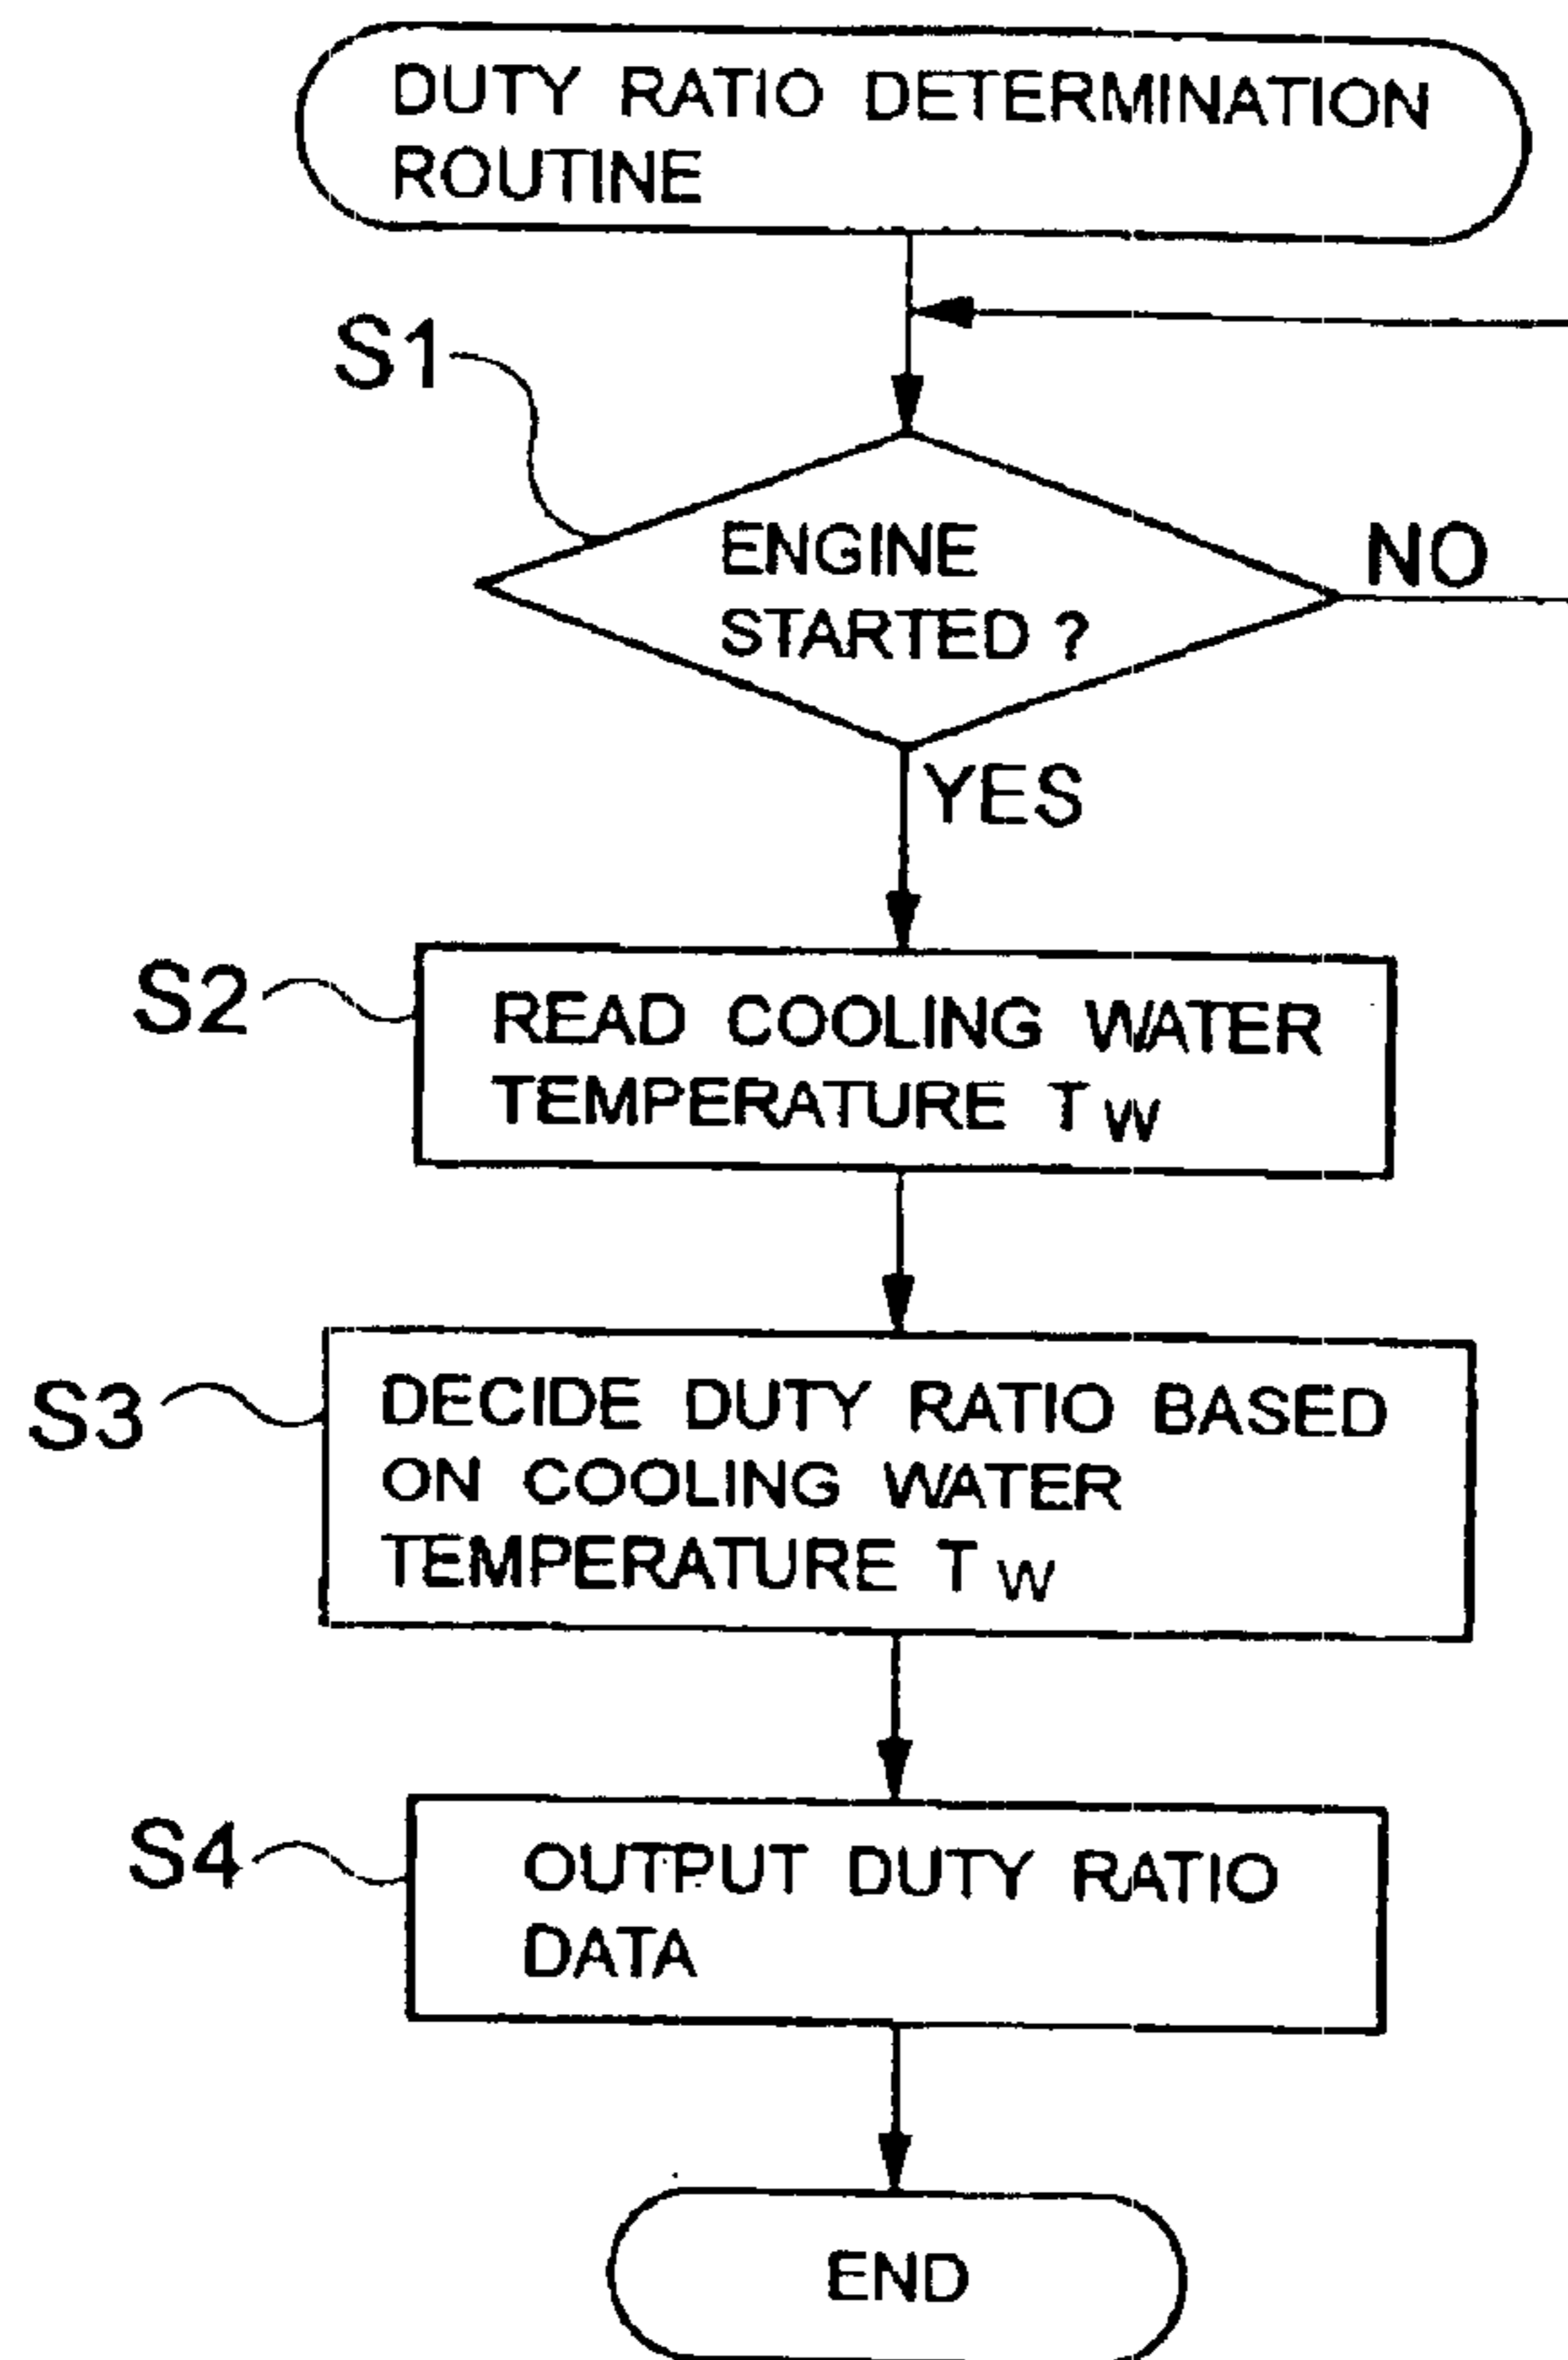 DUTY RATIO DETERMINATION
ROUTINE
S1
ENGINE
STARTED ?
NO
YES
S2
READ COOLING WATER
TEMPERATURE TW
S3
DECIDE DUTY RATIO BASED
ON COOLING WATER
TEMPERATURE TW
S4
OUTPUT DUTY RATIO
DATA
END